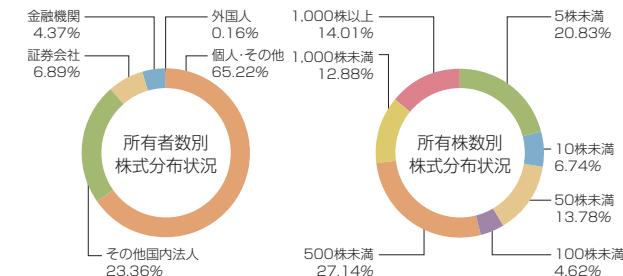 金融機関
4.37%
外国人
0.16%
証券会社
6.89%
個人・その他
65.22%
所有者数別
株式分布状況
その他国内法人
23.36%
1,000株以上
14.01%
5株未満
20.83%
1,000株未満
12.88%
所有株数別
株式分布状況
10株未満
6.74%
50株未満
13.78%
500株未満
27.14%
100株未満
4.62%